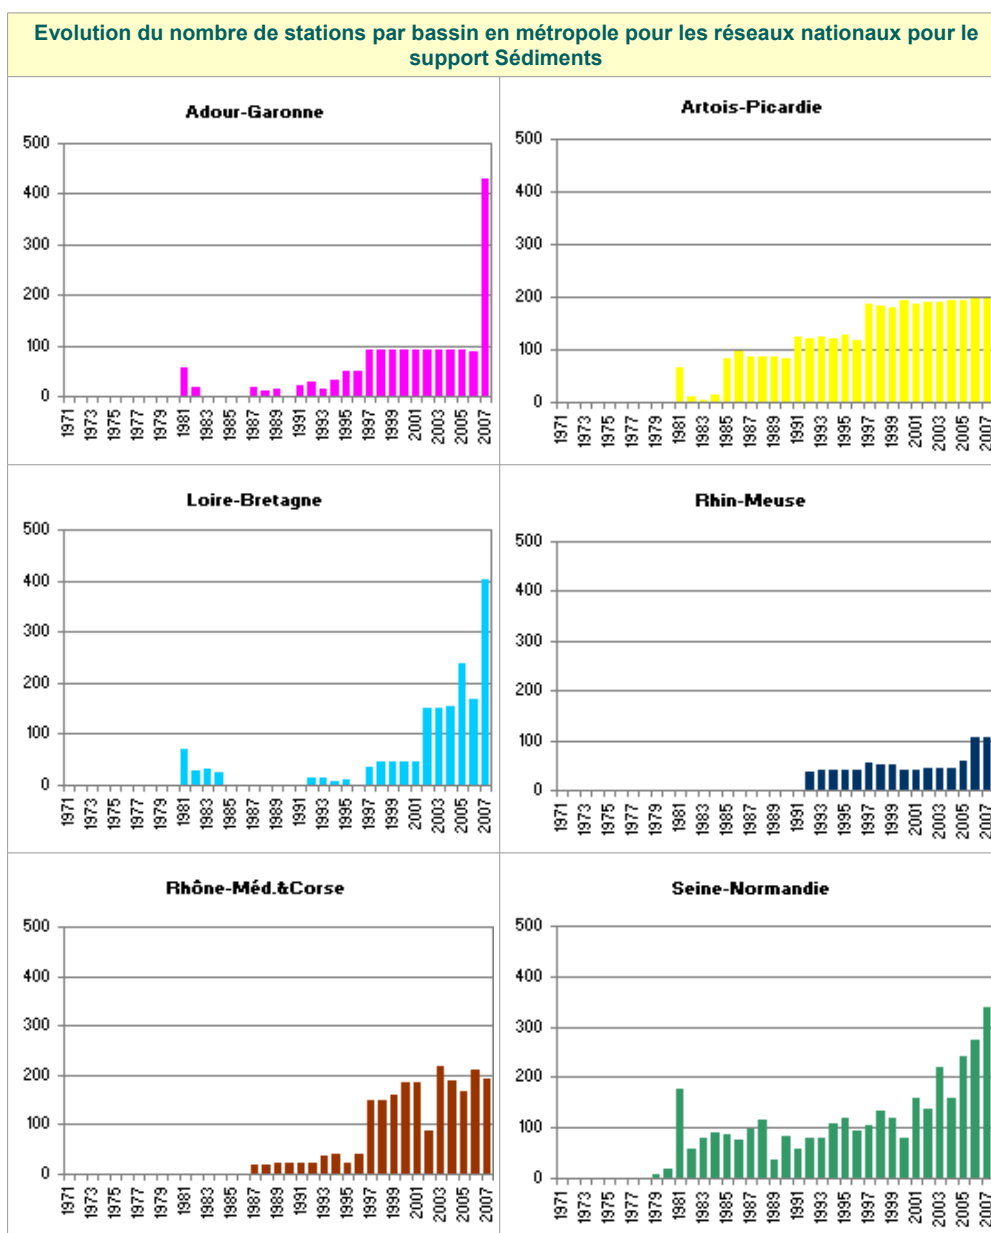 Evolution du nombre de stations par bassin en métropole pour les réseaux nationaux pour le
support Sédiments
Adour-Garonne
500
400
300
200
100
0
1971 1973 1975 1977 1979 1981 1983 1985 1987 1989 1991 1993 1995 1997 1999 2001 2003 2005 2007
Artois-Picardie
500
400
300
200
100
0
1971 1973 1975 1977 1979 1981 1983 1985 1987 1989 1991 1993 1995 1997 1999 2001 2003 2005 2007
Loire-Bretagne
500
400
300
200
100
0
1971 1973 1975 1977 1979 1981 1983 1985 1987 1989 1991 1993 1995 1997 1999 2001 2003 2005 2007
Rhin-Meuse
500
400
300
200
100
0
1971 1973 1975 1977 1979 1981 1983 1985 1987 1989 1991 1993 1995 1997 1999 2001 2003 2005 2007
Rhône-Méd.&Corse
500
400
300
200
100
0
1971 1973 1975 1977 1979 1981 1983 1985 1987 1989 1991 1993 1995 1997 1999 2001 2003 2005 2007
Seine-Normandie
500
400
300
200
100
0
1971 1973 1975 1977 1979 1981 1983 1985 1987 1989 1991 1993 1995 1997 1999 2001 2003 2005 2007